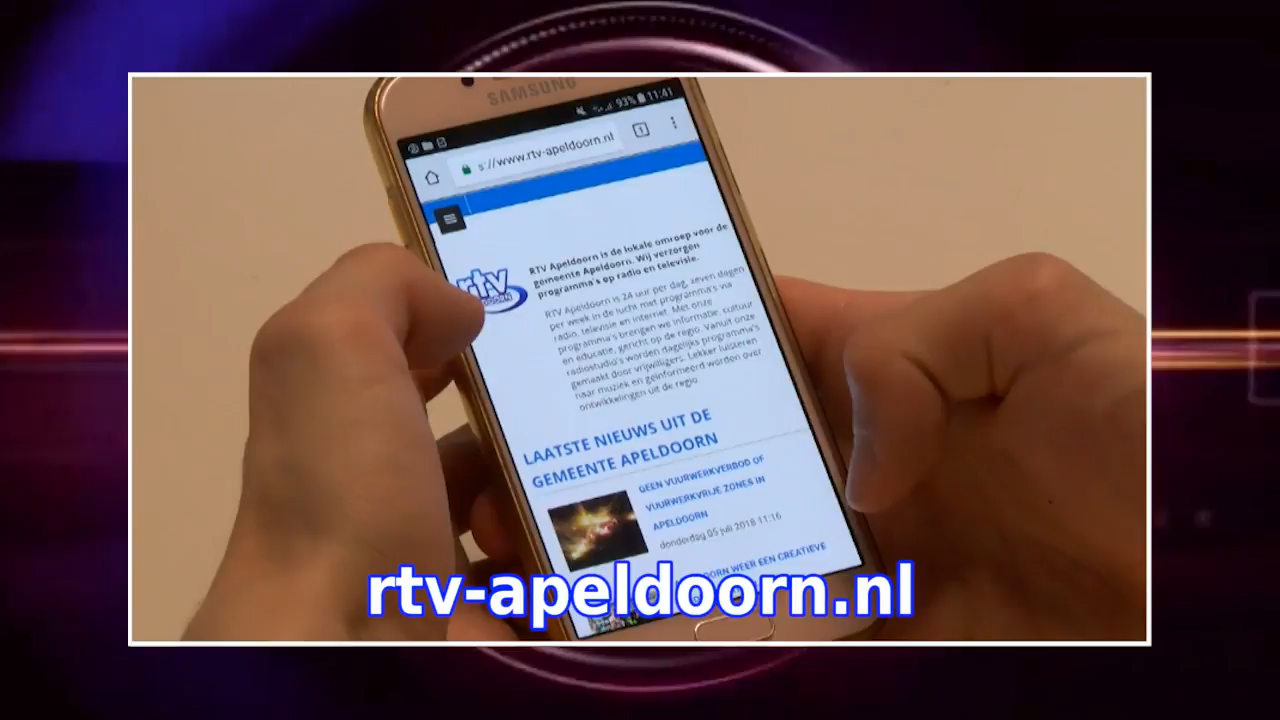 SAMSUNG
93% 11:41
s://www.rtv-apeldoorn.nl
1
RTV Apeldoorn is de lokale omroep voor de
gemeente Apeldoorn. Wij verzorgen
programma's op radio en televisie.
rtv
RTV Apeldoorn is 24 uur per dag, zeven dagen
per week in de lucht met programma's via
radio, televisie en internet. Met onze
programma's brengen we informatie, cultuur
en educatie, gericht op de regio. Vanuit onze
radiostudio's worden dagelijks programma's
gemaakt door vrijwilligers. Lekker luisteren
naar muziek en geïnformeerd worden over
ontwikkelingen uit de regio.
LAATSTE NIEUWS UIT DE
GEMEENTE APELDOORN
GEEN VUURWERKVERBOD OF
VUURWERKVRIJE ZONES IN
APELDOORN
donderdag 05 juli 2018 11:16
OORN WEER EEN CREATIEVE
rtv-apeldoorn.nl